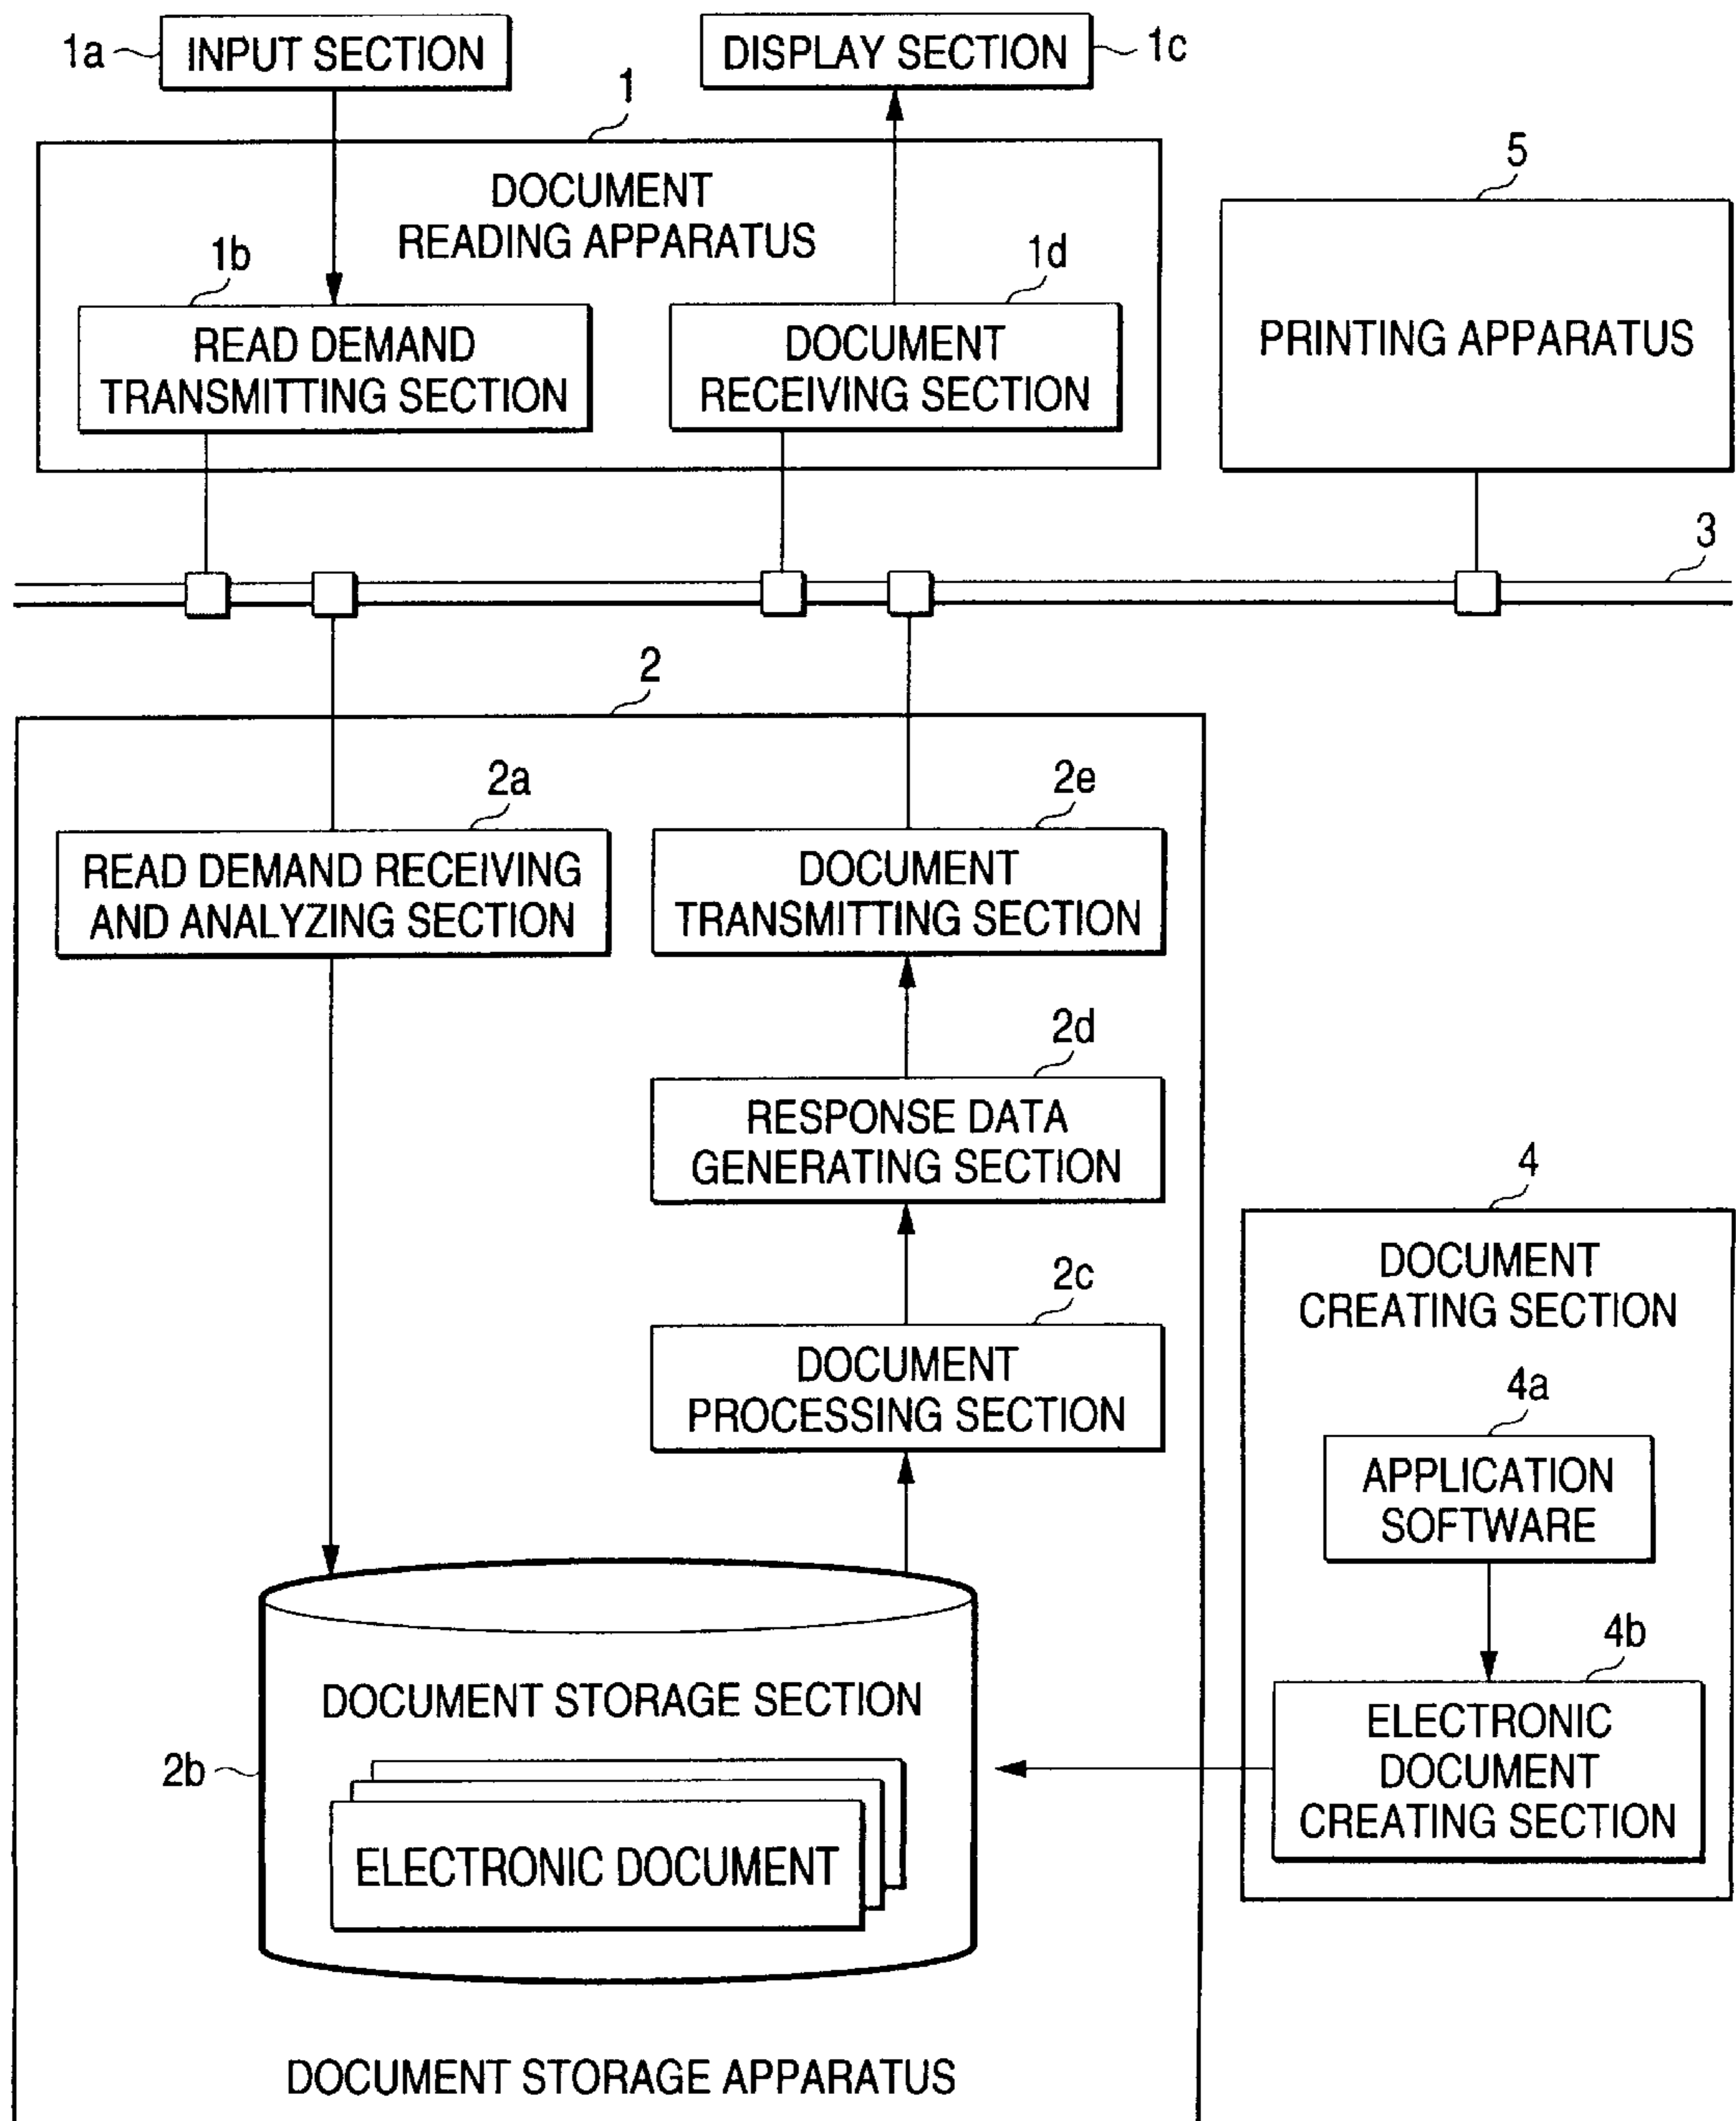 1a
INPUT SECTION
DISPLAY SECTION
1c
1
DOCUMENT
READING APPARATUS
1b
READ DEMAND
TRANSMITTING SECTION
1d
DOCUMENT
RECEIVING SECTION
5
PRINTING APPARATUS
3
2
2a
READ DEMAND RECEIVING
AND ANALYZING SECTION
2e
DOCUMENT
TRANSMITTING SECTION
2d
RESPONSE DATA
GENERATING SECTION
2c
DOCUMENT
PROCESSING SECTION
DOCUMENT STORAGE SECTION
2b
ELECTRONIC DOCUMENT
DOCUMENT STORAGE APPARATUS
4
DOCUMENT
CREATING SECTION
4a
APPLICATION
SOFTWARE
4b
ELECTRONIC
DOCUMENT
CREATING SECTION